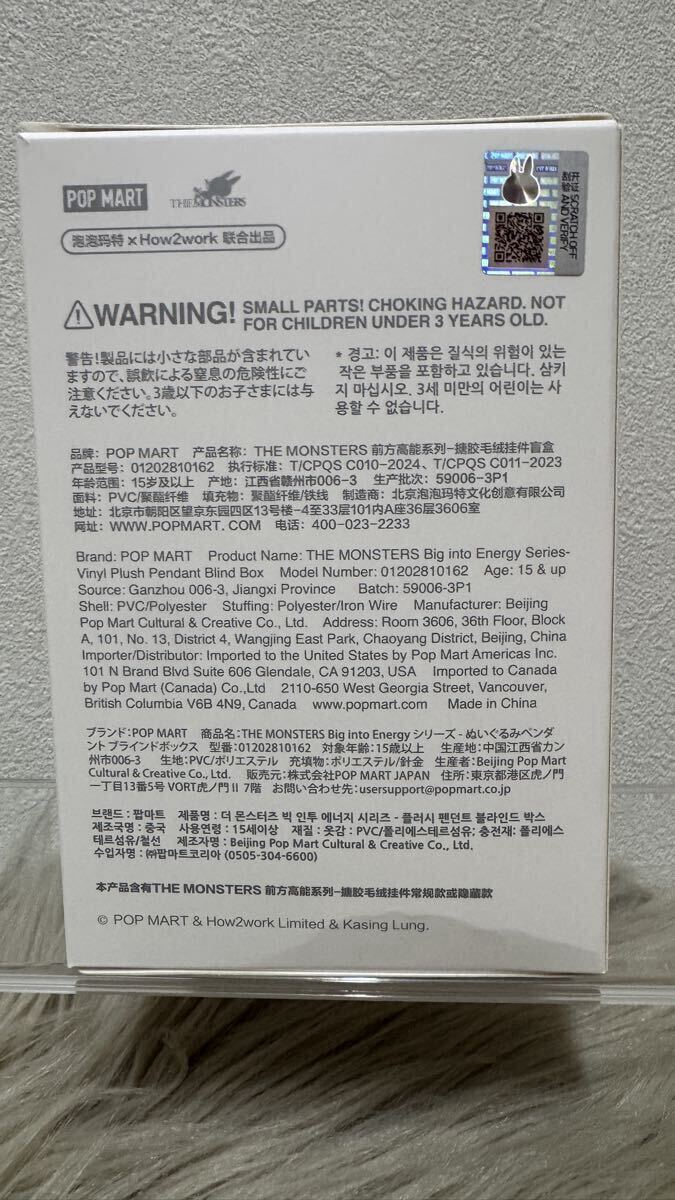 POP MART
THE MONSTERS
泡泡玛特×How2work 联合出品
SCRATCH OFF
AND VERIFY
WARNING! SMALL PARTS! CHOKING HAZARD. NOT
FOR CHILDREN UNDER 3 YEARS OLD.
警告!製品には小さな部品が含まれてい
ますので、誤飲による窒息の危険性にご
注意ください。3歳以下のお子さまには与
えないでください。
* 경고: 이 제품은 질식의 위험이 있는
작은 부품을 포함하고 있습니다. 삼키
지 마십시오. 3세 미만의 어린이는 사
용할 수 없습니다.
品牌: POP MART 产品名称: THE MONSTERS 前方高能系列-搪胶毛绒挂件盲盒
产品型号: 01202810162 执行标准: T/CPQS C010-2024、T/CPQS C011-2023
年龄范围: 15岁及以上 产地: 江西省赣州市006-3 生产批次: 59006-3P1
面料: PVC/聚酯纤维 填充物: 聚酯纤维/铁线 制造商: 北京泡泡玛特文化创意有限公司
地址: 北京市朝阳区望京东园四区13号楼-4至33层101内A座36层3606室
网址: WWW.POPMART.COM 电话: 400-023-2233
Brand: POP MART Product Name: THE MONSTERS Big into Energy Series-
Vinyl Plush Pendant Blind Box Model Number: 01202810162 Age: 15 & up
Source: Ganzhou 006-3, Jiangxi Province Batch: 59006-3P1
Shell: PVC/Polyester Stuffing: Polyester/Iron Wire Manufacturer: Beijing
Pop Mart Cultural & Creative Co., Ltd. Address: Room 3606, 36th Floor, Block
A, 101, No. 13, District 4, Wangjing East Park, Chaoyang District, Beijing, China
Importer/Distributor: Imported to the United States by Pop Mart Americas Inc.
101 N Brand Blvd Suite 606 Glendale, CA 91203, USA Imported to Canada
by Pop Mart (Canada) Co.,Ltd 2110-650 West Georgia Street, Vancouver,
British Columbia V6B 4N9, Canada www.popmart.com Made in China
ブランド:POP MART 商品名:THE MONSTERS Big into Energy シリーズ - ぬいぐるみペンダ
ント ブラインドボックス 型番:01202810162 対象年齢:15歳以上 生産地:中国江西省カン
州市006-3 生地:PVC/ポリエステル 充填物:ポリエステル/針金 生産者:Beijing Pop Mart
Cultural & Creative Co., Ltd. 販売元:株式会社POP MART JAPAN 住所:東京都港区虎ノ門
一丁目13番5号 VORT虎ノ門Ⅱ 7階 お問い合わせ先:usersupport@popmart.co.jp
브랜드 : 팝마트 제품명 : 더 몬스터즈 빅 인투 에너지 시리즈 - 플러시 펜던트 블라인드 박스
제조국명 : 중국 사용연령 : 15세이상 재질 : 옷감 : PVC/폴리에스테르섬유; 충전재: 폴리에스
테르섬유/철선 제조자명 : Beijing Pop Mart Cultural & Creative Co., Ltd.
수입자명 : ㈜팝마트코리아 (0505-304-6600)
本产品含有THE MONSTERS 前方高能系列-搪胶毛绒挂件常规款或隐藏款
© POP MART & How2work Limited & Kasing Lung.